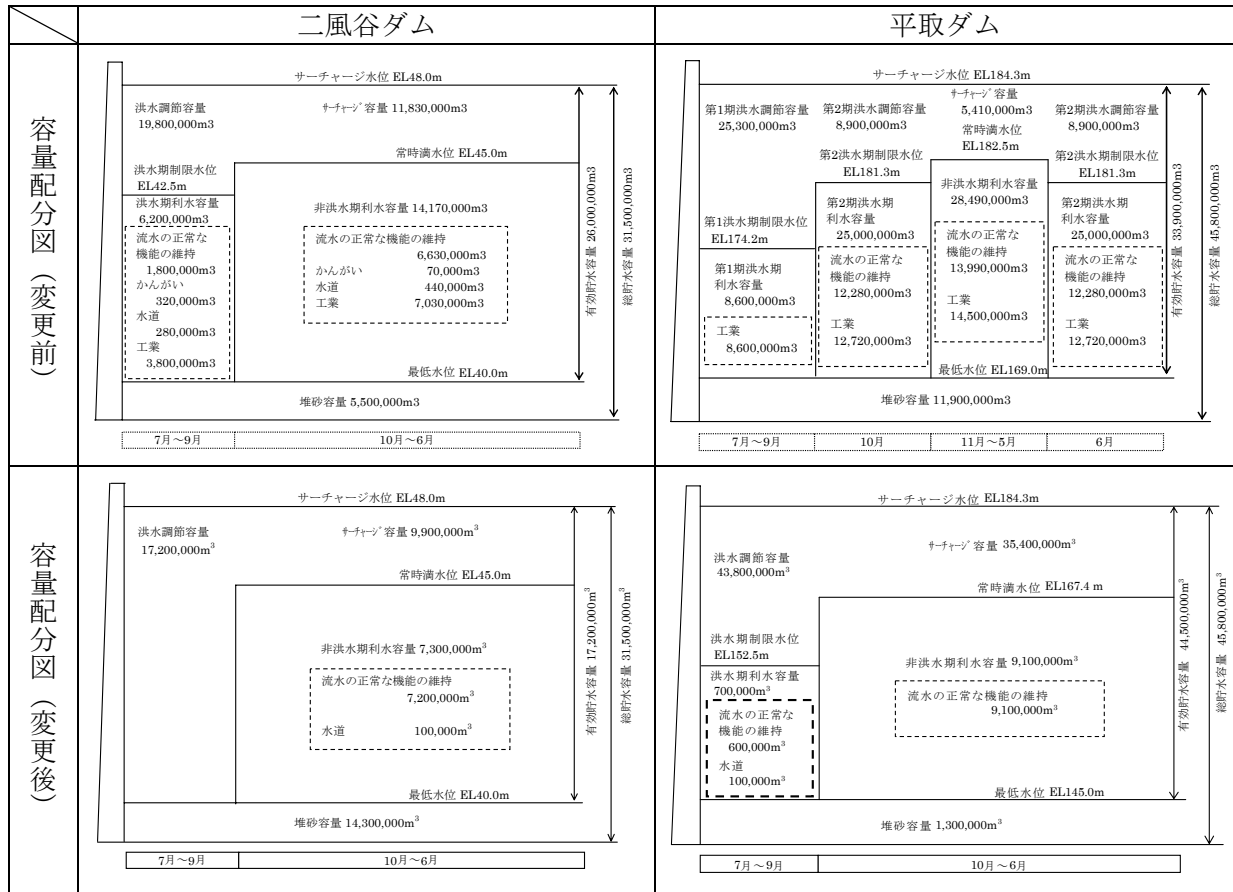 二風谷ダム
平取ダム
容量配分図（変更前）
サーチャージ水位 EL48.0m
洪水調節容量
19,800,000m3
サーチャージ容量 11,830,000m3
常時満水位 EL45.0m
洪水期制限水位
EL42.5m
洪水期利水容量
6,200,000m3
流水の正常な
機能の維持
1,800,000m3
かんがい
320,000m3
水道
280,000m3
工業
3,800,000m3
非洪水期利水容量 14,170,000m3
流水の正常な機能の維持
6,630,000m3
かんがい 70,000m3
水道 440,000m3
工業 7,030,000m3
最低水位 EL40.0m
堆砂容量 5,500,000m3
有効貯水容量 26,000,000m3
総貯水容量 31,500,000m3
7月～9月
10月～6月
サーチャージ水位 EL184.3m
第1期洪水調節容量
25,300,000m3
第2期洪水調節容量
8,900,000m3
サーチャージ容量
5,410,000m3
常時満水位
EL182.5m
第2期洪水調節容量
8,900,000m3
第1洪水期制限水位
EL174.2m
第1期洪水期
利水容量
8,600,000m3
工業
8,600,000m3
第2洪水期制限水位
EL181.3m
第2期洪水期
利水容量
25,000,000m3
流水の正常な
機能の維持
12,280,000m3
工業
12,720,000m3
非洪水期利水容量
28,490,000m3
流水の正常な
機能の維持
13,990,000m3
工業
14,500,000m3
第2洪水期制限水位
EL181.3m
第2期洪水期
利水容量
25,000,000m3
流水の正常な
機能の維持
12,280,000m3
工業
12,720,000m3
最低水位 EL169.0m
堆砂容量 11,900,000m3
有効貯水容量 33,900,000m3
総貯水容量 45,800,000m3
7月～9月
10月
11月～5月
6月
容量配分図（変更後）
サーチャージ水位 EL48.0m
洪水調節容量
17,200,000m³
サーチャージ容量 9,900,000m³
常時満水位 EL45.0m
非洪水期利水容量 7,300,000m³
流水の正常な機能の維持
7,200,000m³
水道 100,000m³
最低水位 EL40.0m
堆砂容量 14,300,000m³
有効貯水容量 17,200,000m³
総貯水容量 31,500,000m³
7月～9月
10月～6月
サーチャージ水位 EL184.3m
洪水調節容量
43,800,000m³
サーチャージ容量 35,400,000m³
常時満水位 EL167.4 m
洪水期制限水位
EL152.5m
洪水期利水容量
700,000m³
流水の正常な
機能の維持
600,000m³
水道
100,000m³
非洪水期利水容量 9,100,000m³
流水の正常な機能の維持
9,100,000m³
最低水位 EL145.0m
堆砂容量 1,300,000m³
有効貯水容量 44,500,000m³
総貯水容量 45,800,000m³
7月～9月
10月～6月